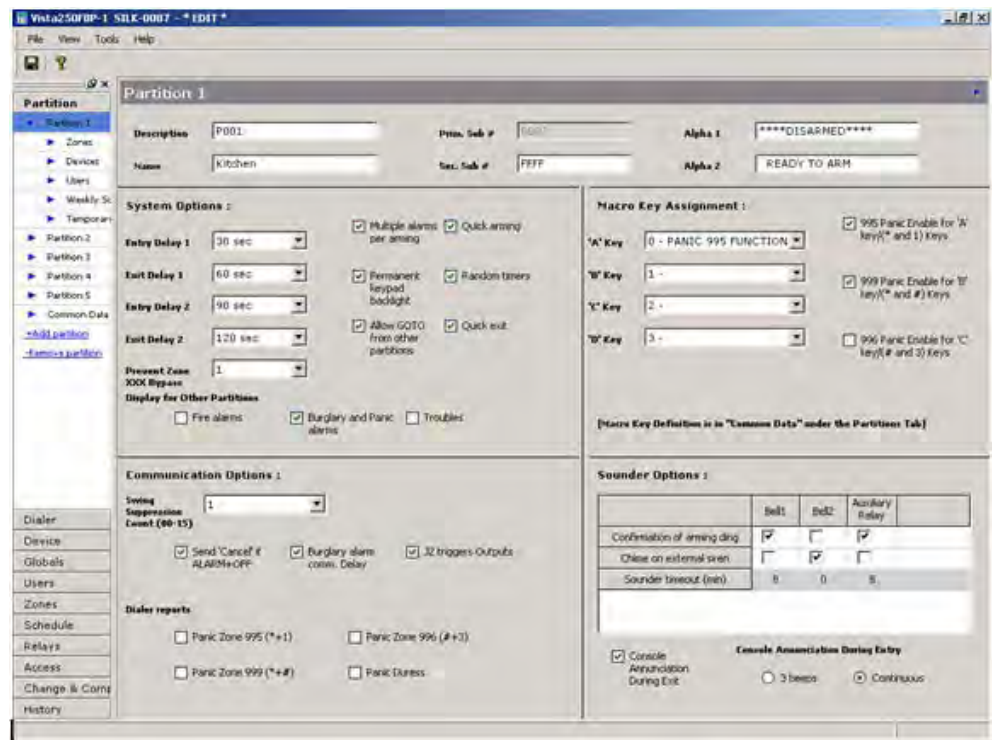 Vista250FBP-1 SILK-0087 - * EDIT *
File View Tools Help
Partition
Partition 1
Zones
Devices
Users
Weekly Sc
Temporary
Partition 2
Partition 3
Partition 4
Partition 5
Common Data
+Add partition
-Remove partition
Dialer
Device
Globals
Users
Zones
Schedule
Relays
Access
Change & Comp
History
Partition 1
Description P001
Prim. Sub #
Alpha 1 ****DISARMED****
Name Kitchen
Sec. Sub # FFFF
Alpha 2 READY TO ARM
System Options :
Entry Delay 1 30 sec
Multiple alarms per arming
Quick arming
Exit Delay 1 60 sec
Permanent keypad backlight
Random timers
Entry Delay 2 90 sec
Exit Delay 2 120 sec
Allow GOTO from other partitions
Quick exit
Prevent Zone XXX Bypass 1
Display for Other Partitions
Fire alarms
Burglary and Panic alarms
Troubles
Macro Key Assignment :
'A' Key 0 - PANIC 995 FUNCTION
995 Panic Enable for 'A' key/(* and 1) Keys
'B' Key 1 -
999 Panic Enable for 'B' key/(* and #) Keys
'C' Key 2 -
'D' Key 3 -
996 Panic Enable for 'C' key/(# and 3) Keys
[Macro Key Definition is in "Common Data" under the Partitions Tab]
Communication Options :
Swing Suppression Count (00-15) 1
Send 'Cancel' if ALARM+OFF
Burglary alarm comm. Delay
J2 triggers Outputs
Dialer reports
Panic Zone 995 (*+1)
Panic Zone 996 (#+3)
Panic Zone 999 (*+#)
Panic Duress
Sounder Options :
Bell1 Bell2 Auxiliary Relay
Confirmation of arming ding
Chime on external siren
Sounder timeout (min) 8 0 8
Console Annunciation During Exit
Console Annunciation During Entry
3 beeps
Continuous